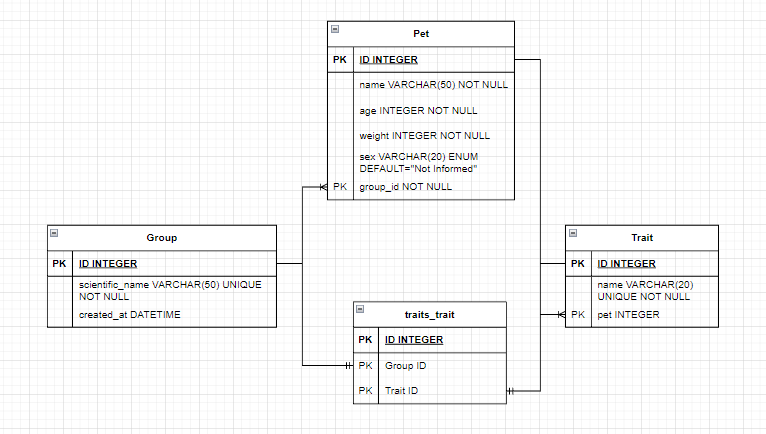 Pet
PK ID INTEGER
name VARCHAR(50) NOT NULL
age INTEGER NOT NULL
weight INTEGER NOT NULL
sex VARCHAR(20) ENUM
DEFAULT="Not Informed"
PK group_id NOT NULL
Group
PK ID INTEGER
scientific_name VARCHAR(50) UNIQUE
NOT NULL
created_at DATETIME
Trait
PK ID INTEGER
name VARCHAR(20)
UNIQUE NOT NULL
PK pet INTEGER
traits_trait
PK ID INTEGER
PK Group ID
PK Trait ID